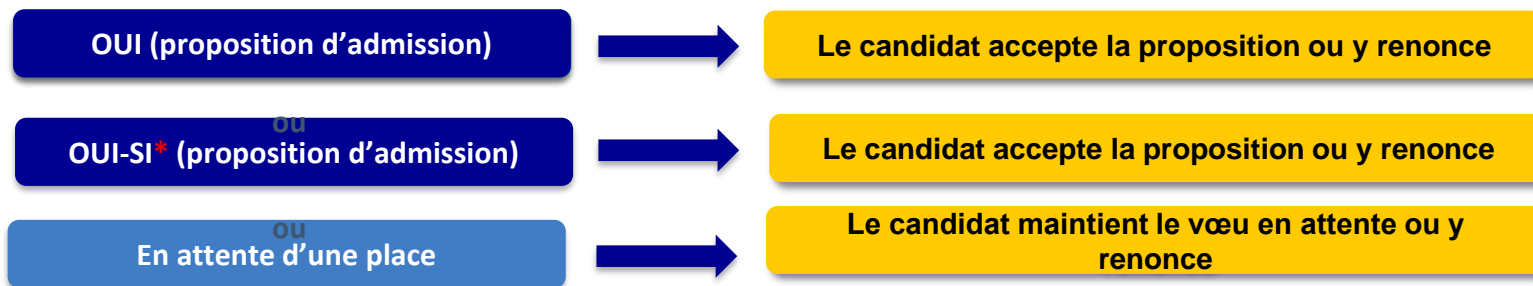 OUI (proposition d’admission)
Le candidat accepte la proposition ou y renonce
ou
OUI-SI* (proposition d’admission)
Le candidat accepte la proposition ou y renonce
ou
En attente d’une place
Le candidat maintient le vœu en attente ou y
renonce